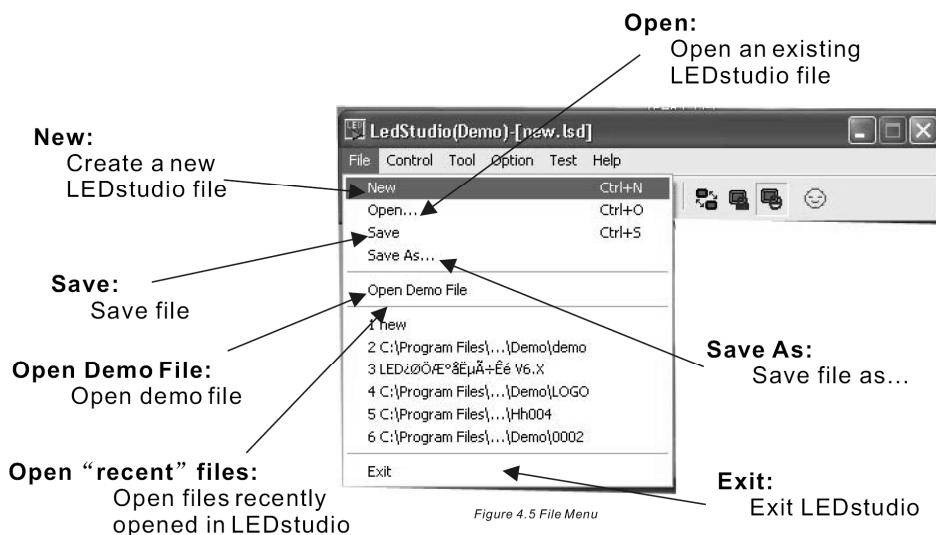 Open:
Open an existing
LEDstudio file
New:
Create a new
LEDstudio file
LedStudio(Demo)-[new.lsd]
File Control Tool Option Test Help
New Ctrl+N
Open... Ctrl+O
Save Ctrl+S
Save As...
Open Demo File
1 new
2 C:\Program Files\...\Demo\demo
3 LED¿ØÖÆ°åËµÃ÷Êé V6.X
4 C:\Program Files\...\Demo\LOGO
5 C:\Program Files\...\Hh004
6 C:\Program Files\...\Demo\0002
Exit
Save:
Save file
Open Demo File:
Open demo file
Open “recent” files:
Open files recently
opened in LEDstudio
Save As:
Save file as...
Exit:
Exit LEDstudio
Figure 4.5 File Menu